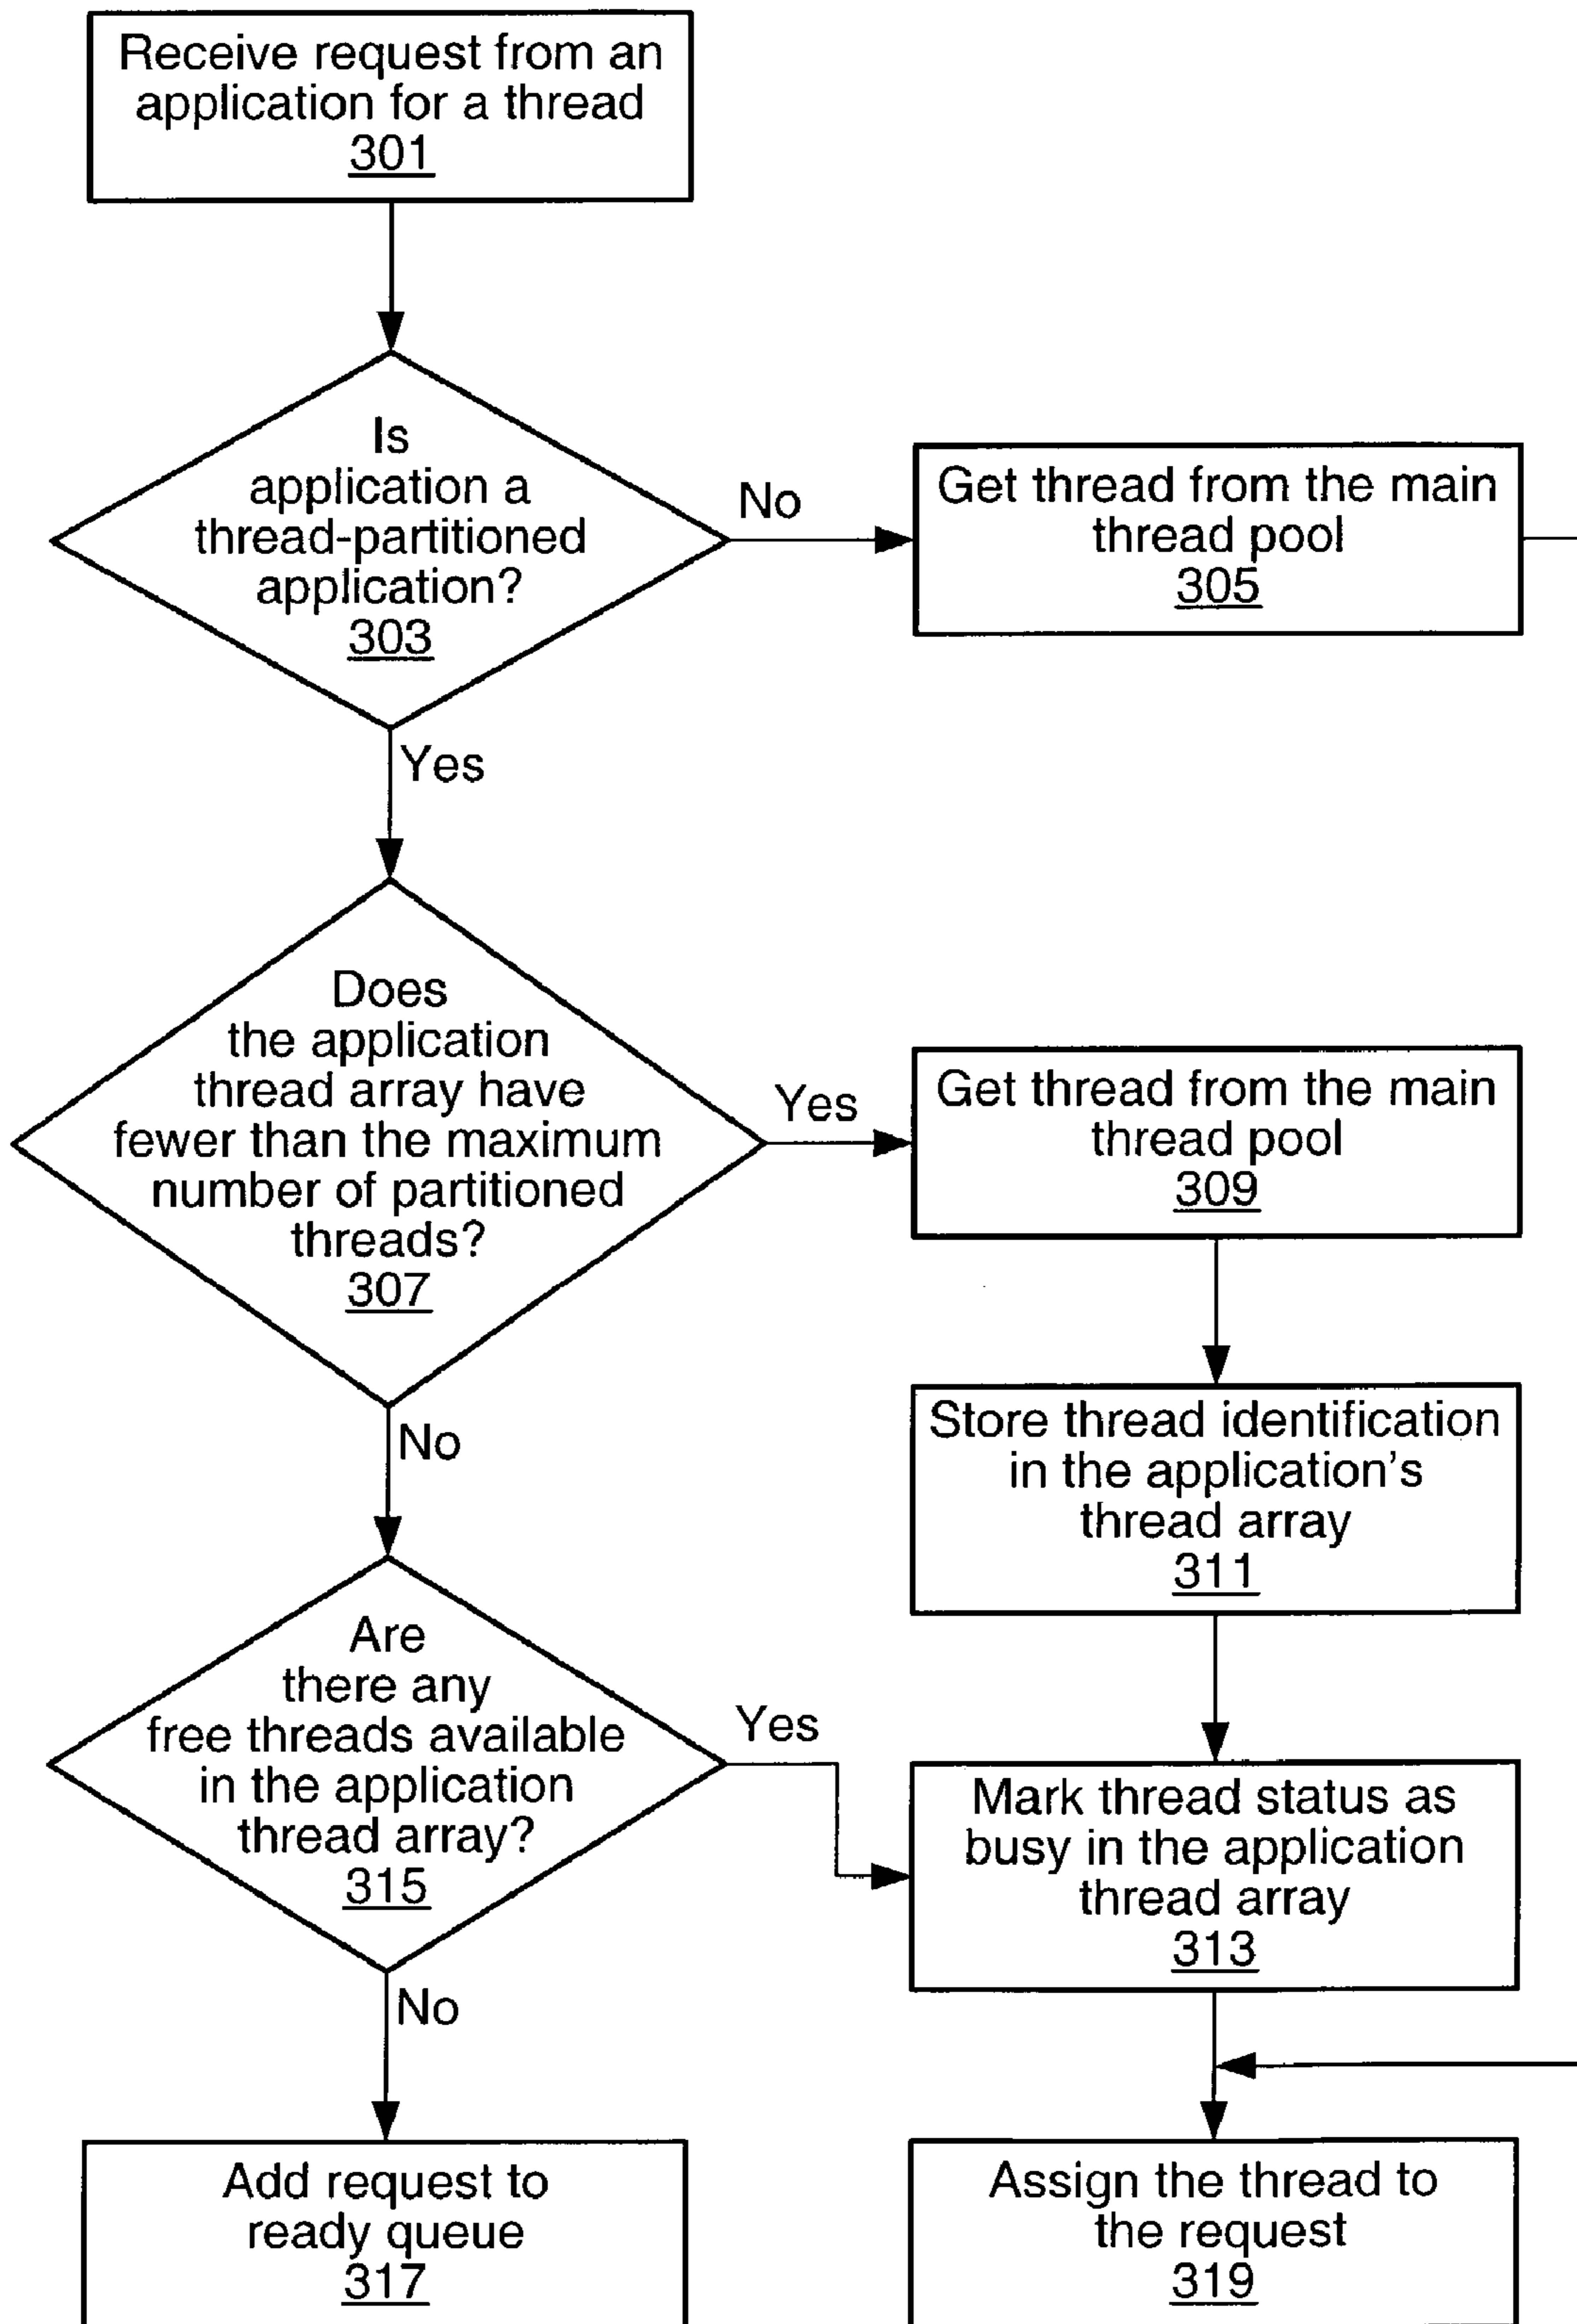 Receive request from an
application for a thread
301
Is
application a
thread-partitioned
application?
303
No
Get thread from the main
thread pool
305
Yes
Does
the application
thread array have
fewer than the maximum
number of partitioned
threads?
307
Yes
Get thread from the main
thread pool
309
No
Store thread identification
in the application's
thread array
311
Are
there any
free threads available
in the application
thread array?
315
Yes
Mark thread status as
busy in the application
thread array
313
No
Add request to
ready queue
317
Assign the thread to
the request
319